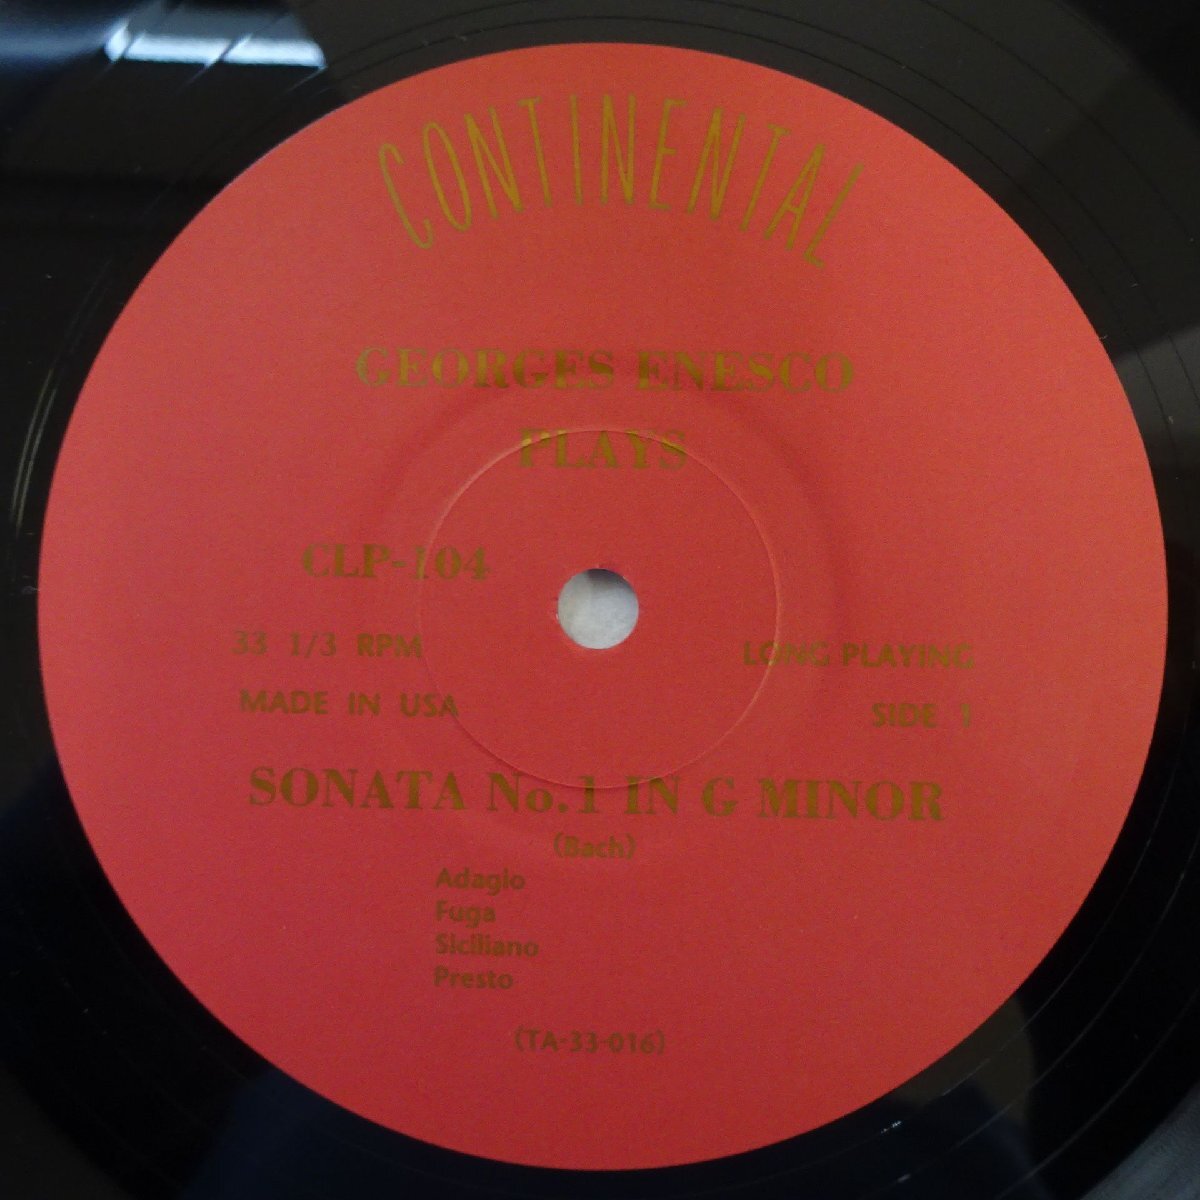 CONTINENTAL
GEORGES ENESCO
PLAYS
CLP-104
33 1/3 RPM
LONG PLAYING
MADE IN USA
SIDE 1
SONATA No.1 IN G MINOR
(Bach)
Adagio
Fuga
Siciliano
Presto
(TA-33-016)